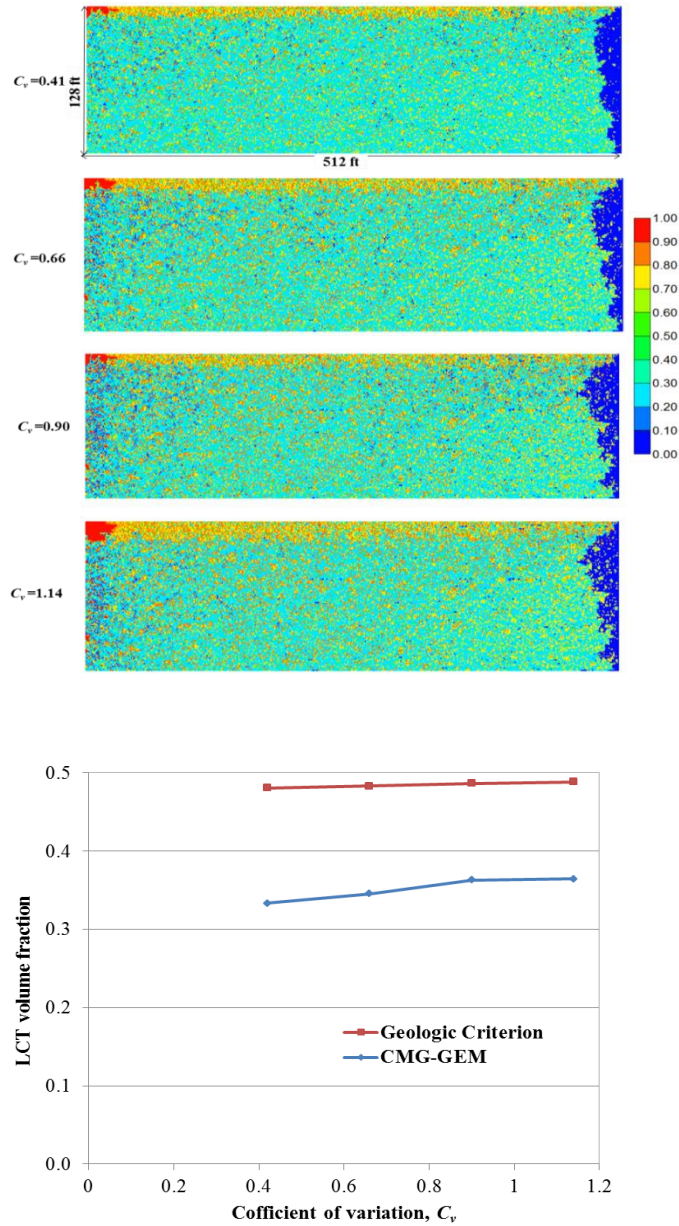 Cv=0.41
128 ft
512 ft
Cv=0.66
1.00
0.90
0.80
0.70
0.60
0.50
0.40
0.30
0.20
0.10
0.00
Cv=0.90
Cv=1.14
0.5
0.4
0.3
0.2
0.1
0.0
LCT volume fraction
Geologic Criterion
CMG-GEM
0
0.2
0.4
0.6
0.8
1
1.2
Cofficient of variation, Cv